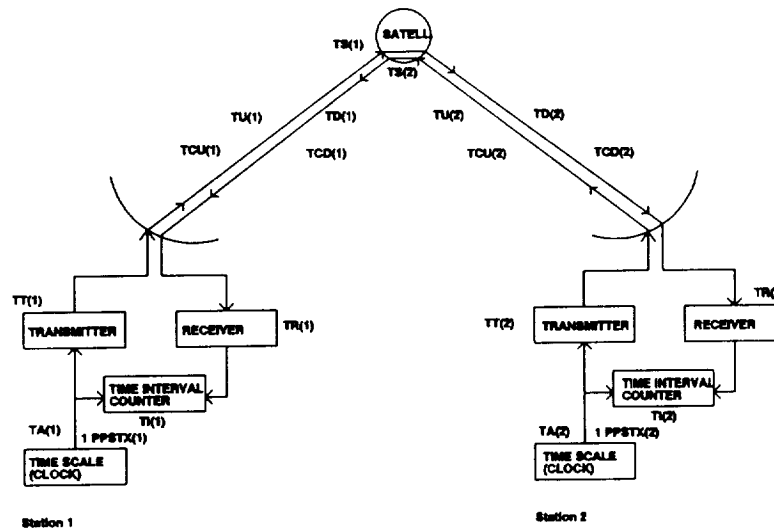 SATELL.
TS(1)
TS(2)
TU(1)
TD(1)
TU(2)
TD(2)
TCU(1)
TCD(1)
TCU(2)
TCD(2)
TT(1)
TRANSMITTER
RECEIVER
TR(1)
TT(2)
TRANSMITTER
RECEIVER
TR(
TIME INTERVAL
COUNTER
TI(1)
TIME INTERVAL
COUNTER
TI(2)
TA(1)
1 PPSTX(1)
TA(2)
1 PPSTX(2)
TIME SCALE
(CLOCK)
TIME SCALE
(CLOCK)
Station 1
Station 2